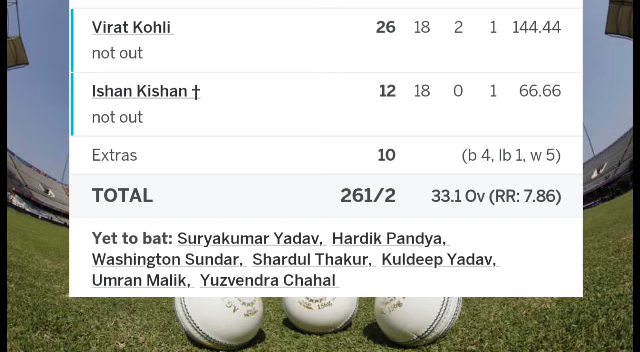 Virat Kohli 26 18 2 1 144.44
not out
Ishan Kishan † 12 18 0 1 66.66
not out
Extras 10 (b 4, lb 1, w 5)
TOTAL 261/2 33.1 Ov (RR: 7.86)
Yet to bat: Suryakumar Yadav, Hardik Pandya,
Washington Sundar, Shardul Thakur, Kuldeep Yadav,
Umran Malik, Yuzvendra Chahal